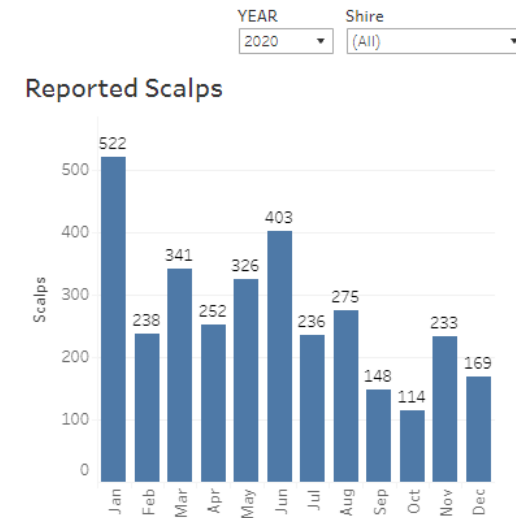 YEAR Shire
2020 (All)
Reported Scalps
522
500
403
400
341
326
300
275
252
238 236 233
200
169
148
114
100
0
Scalps
Jan Feb Mar Apr May Jun Jul Aug Sep Oct Nov Dec